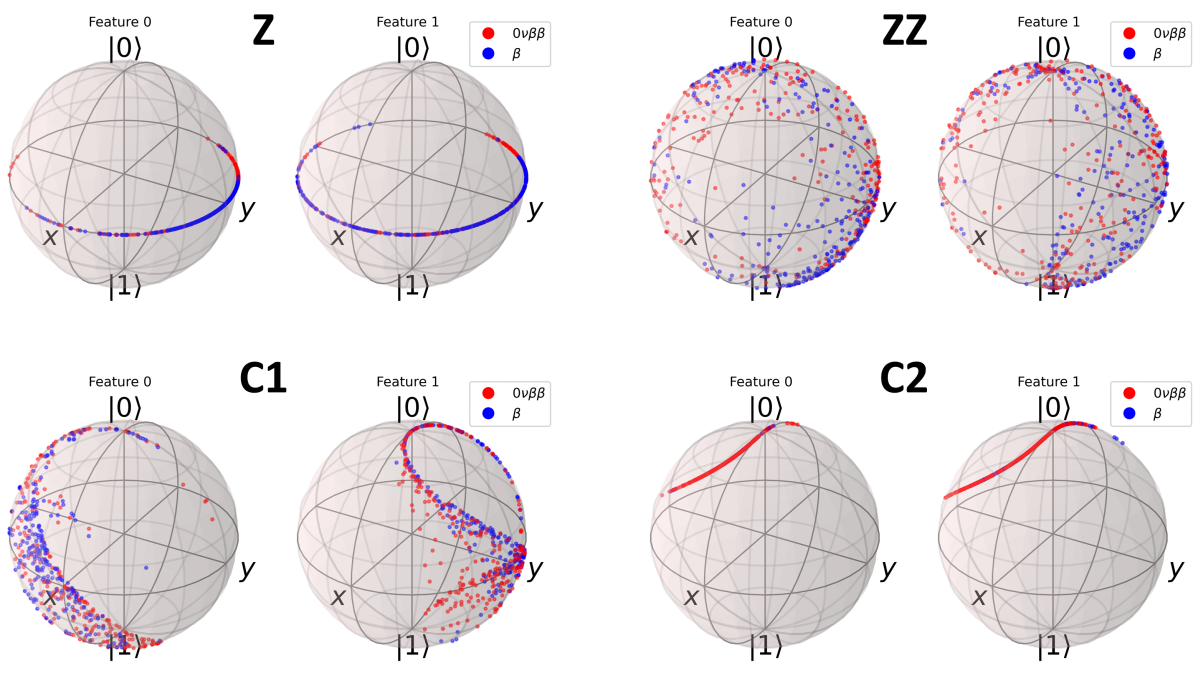 Z
Feature 0
|0⟩
x
y
|1⟩
Feature 1
|0⟩
x
y
|1⟩
0νββ
β
ZZ
Feature 0
|0⟩
x
y
|1⟩
Feature 1
|0⟩
x
y
|1⟩
0νββ
β
C1
Feature 0
|0⟩
x
y
|1⟩
Feature 1
|0⟩
x
y
|1⟩
0νββ
β
C2
Feature 0
|0⟩
x
y
|1⟩
Feature 1
|0⟩
x
y
|1⟩
0νββ
β